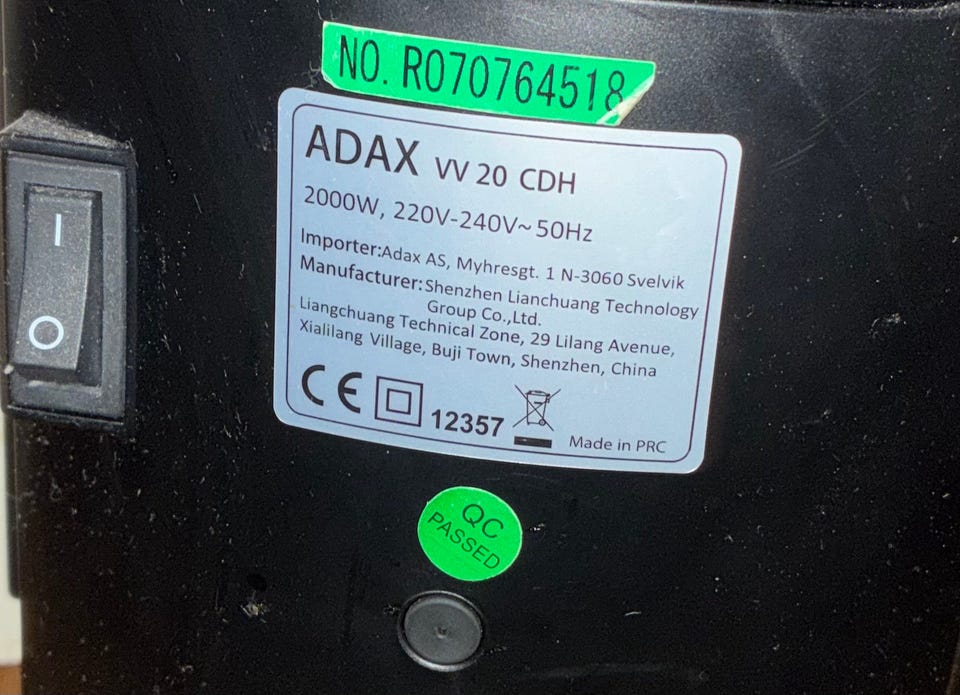 NO. R070764518
ADAX VV 20 CDH
2000W, 220V-240V~50Hz
Importer:Adax AS, Myhresgt. 1 N-3060 Svelvik
Manufacturer: Shenzhen Lianchuang Technology
Group Co.,Ltd.
Liangchuang Technical Zone, 29 Lilang Avenue,
Xialilang Village, Buji Town, Shenzhen, China
CE 12357 Made in PRC
QC
PASSED
I
O